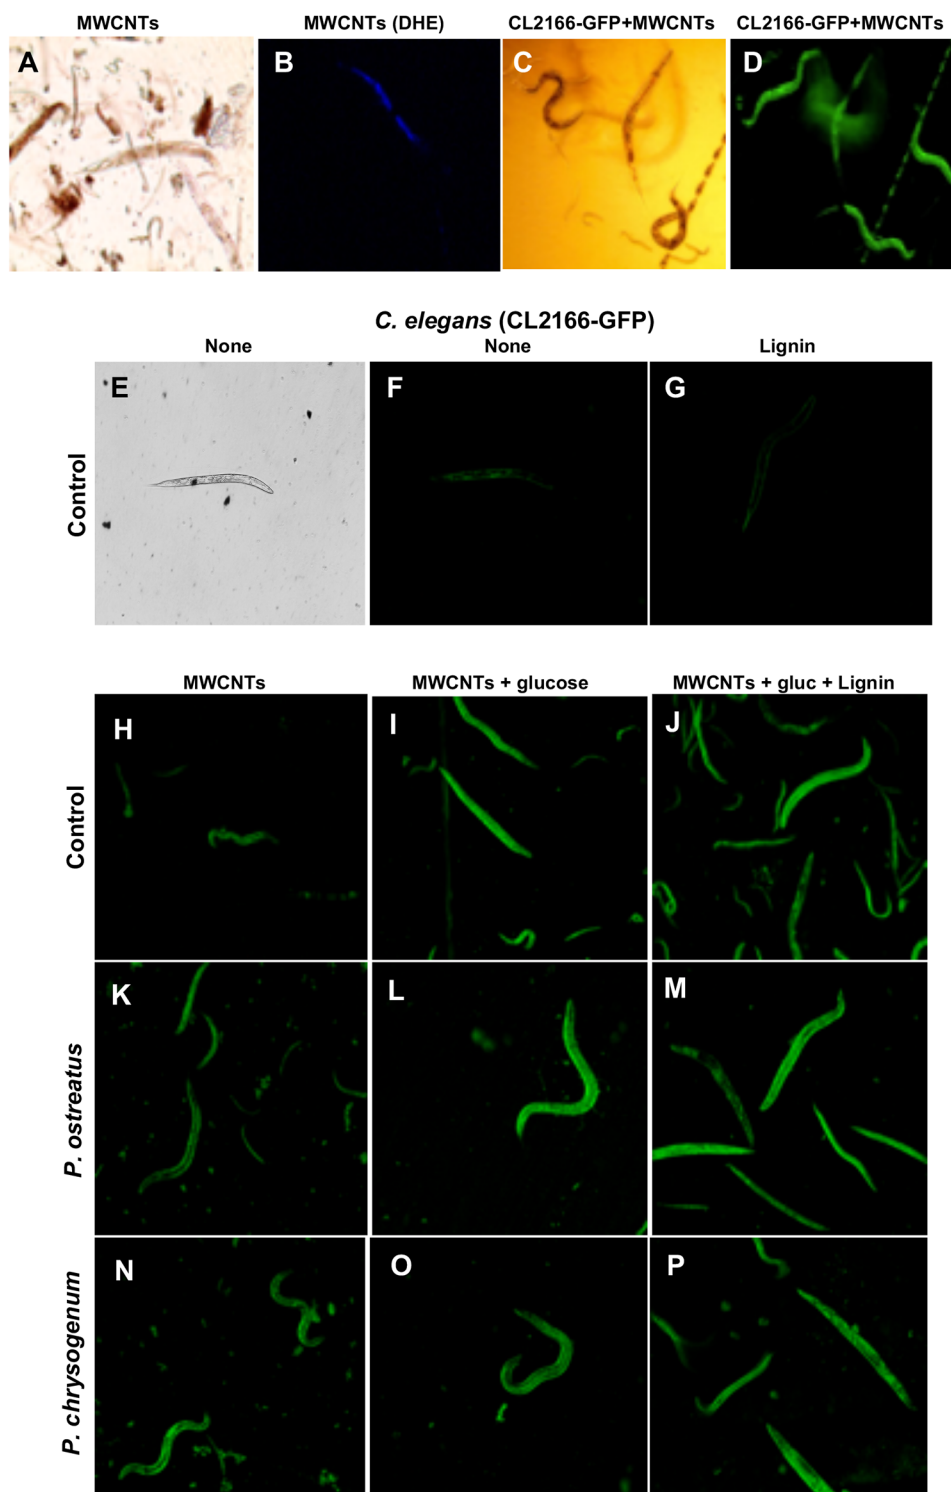 MWCNTs MWCNTs (DHE) CL2166-GFP+MWCNTs CL2166-GFP+MWCNTs
A B C D
C. elegans (CL2166-GFP)
None None Lignin
Control
E F G
MWCNTs MWCNTs + glucose MWCNTs + gluc + Lignin
Control
H I J
P. ostreatus
K L M
P. chrysogenum
N O P